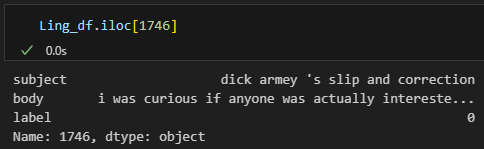 Ling_df.iloc[1746]
0.0s
subject dick armey 's slip and correction
body i was curious if anyone was actually intereste...
label 0
Name: 1746, dtype: object